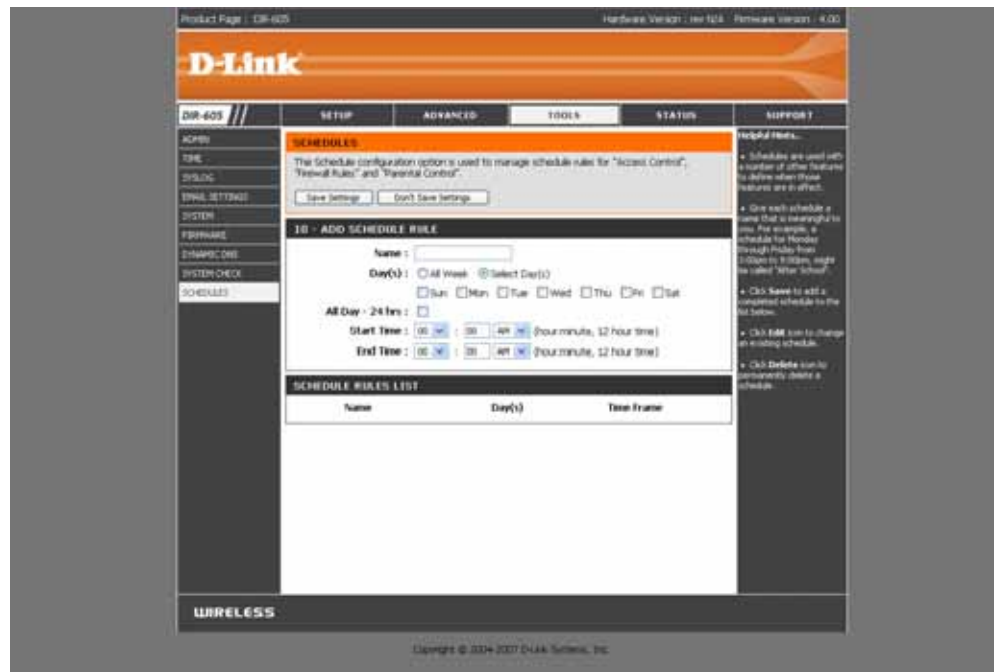 Product Page : DIR-605
Hardware Version : rev N/A Firmware Version : 4.00
D-Link
DIR-605
SETUP
ADVANCED
TOOLS
STATUS
SUPPORT
ADMIN
TIME
SYSLOG
EMAIL SETTINGS
SYSTEM
FIRMWARE
DYNAMIC DNS
SYSTEM CHECK
SCHEDULES
SCHEDULES
The Schedule configuration option is used to manage schedule rules for "Access Control",
"Firewall Rules" and "Parental Control".
Save Settings
Don't Save Settings
10 - ADD SCHEDULE RULE
Name :
Day(s) : All Week Select Day(s)
Sun Mon Tue Wed Thu Fri Sat
All Day - 24 hrs :
Start Time : 00 : 00 AM (hour:minute, 12 hour time)
End Time : 00 : 00 AM (hour:minute, 12 hour time)
SCHEDULE RULES LIST
Name Day(s) Time Frame
Helpful Hints...
• Schedules are used with
a number of other features
to define when those
features are in effect.
• Give each schedule a
name that is meaningful to
you. For example, a
schedule for Monday
through Friday from
3:00pm to 9:00pm, might
be called "After School".
• Click Save to add a
completed schedule to the
list below.
• Click Edit icon to change
an existing schedule.
• Click Delete icon to
permanently delete a
schedule.
WIRELESS
Copyright © 2004-2007 D-Link Systems, Inc.